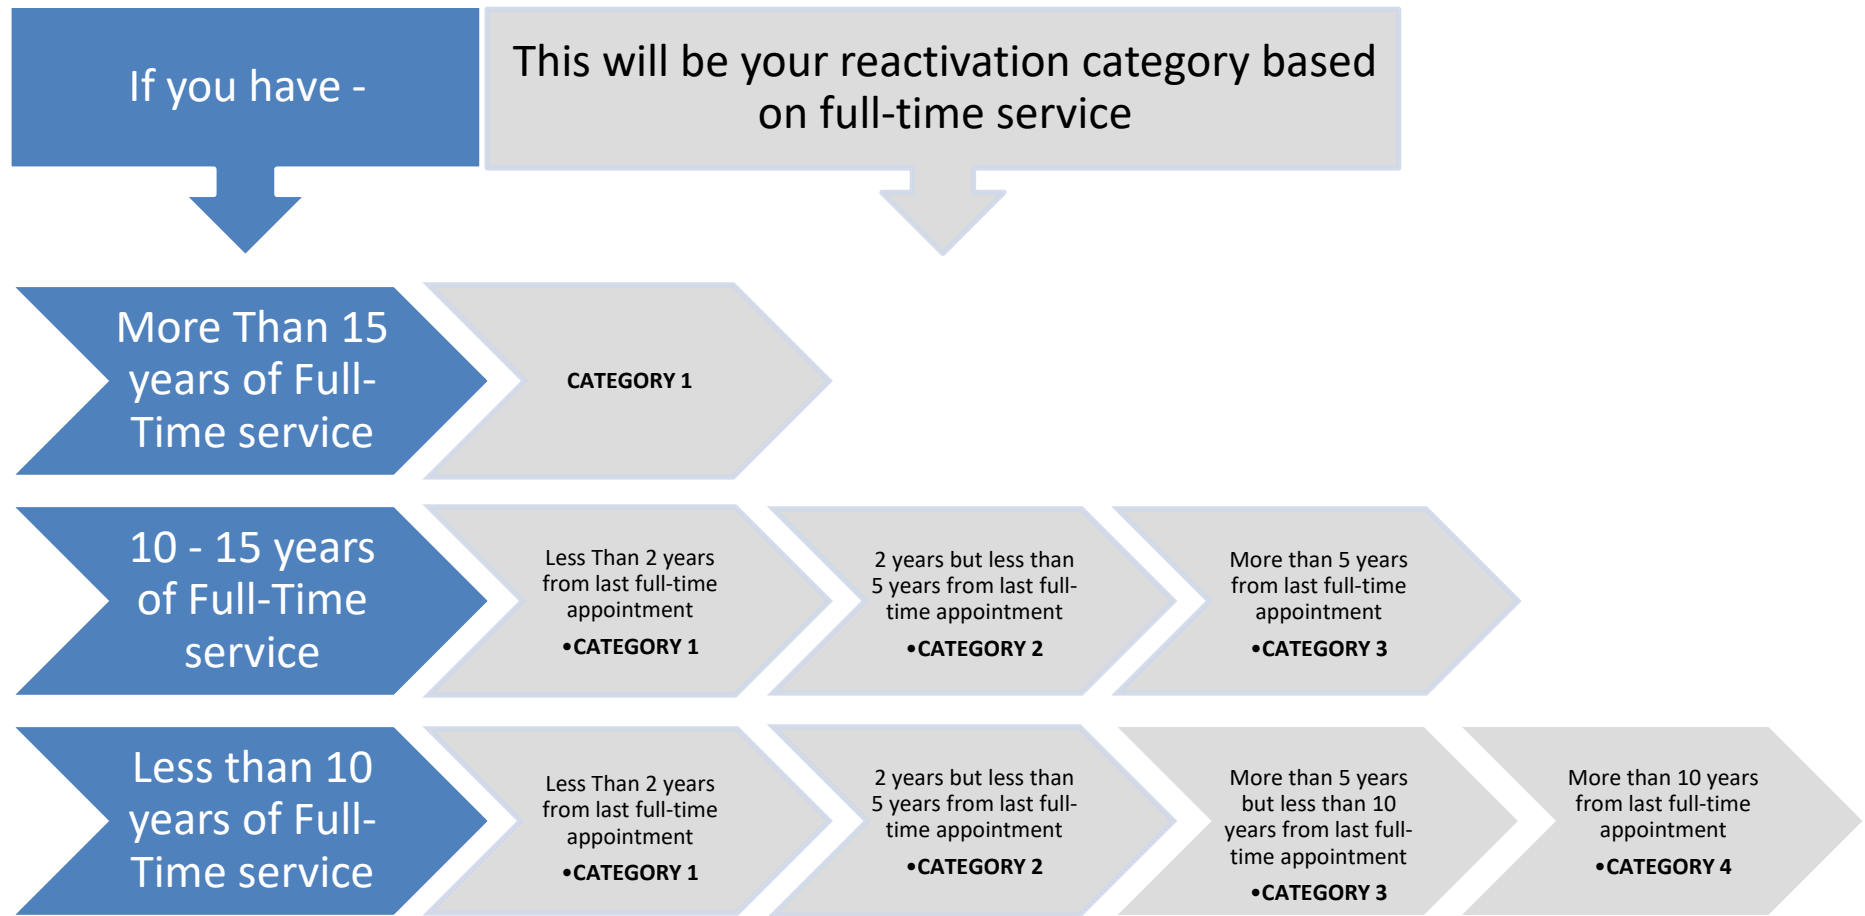 If you have -
This will be your reactivation category based
on full-time service
More Than 15
years of Full-
Time service
CATEGORY 1
10 - 15 years
of Full-Time
service
Less Than 2 years
from last full-time
appointment
•CATEGORY 1
2 years but less than
5 years from last full-
time appointment
•CATEGORY 2
More than 5 years
from last full-time
appointment
•CATEGORY 3
Less than 10
years of Full-
Time service
Less Than 2 years
from last full-time
appointment
•CATEGORY 1
2 years but less than
5 years from last full-
time appointment
•CATEGORY 2
More than 5 years
but less than 10
years from last full-
time appointment
•CATEGORY 3
More than 10 years
from last full-time
appointment
•CATEGORY 4